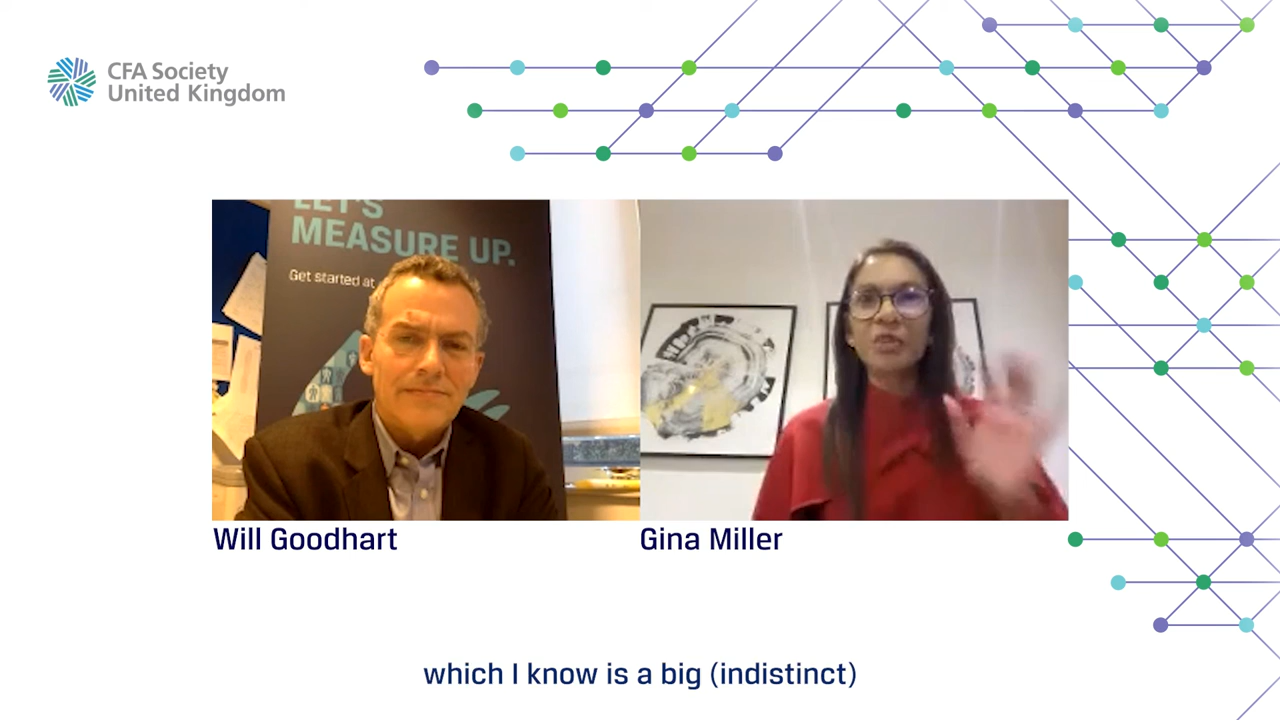 CFA Society
United Kingdom
LET'S
MEASURE UP.
Get started at
Will Goodhart
Gina Miller
which I know is a big (indistinct)